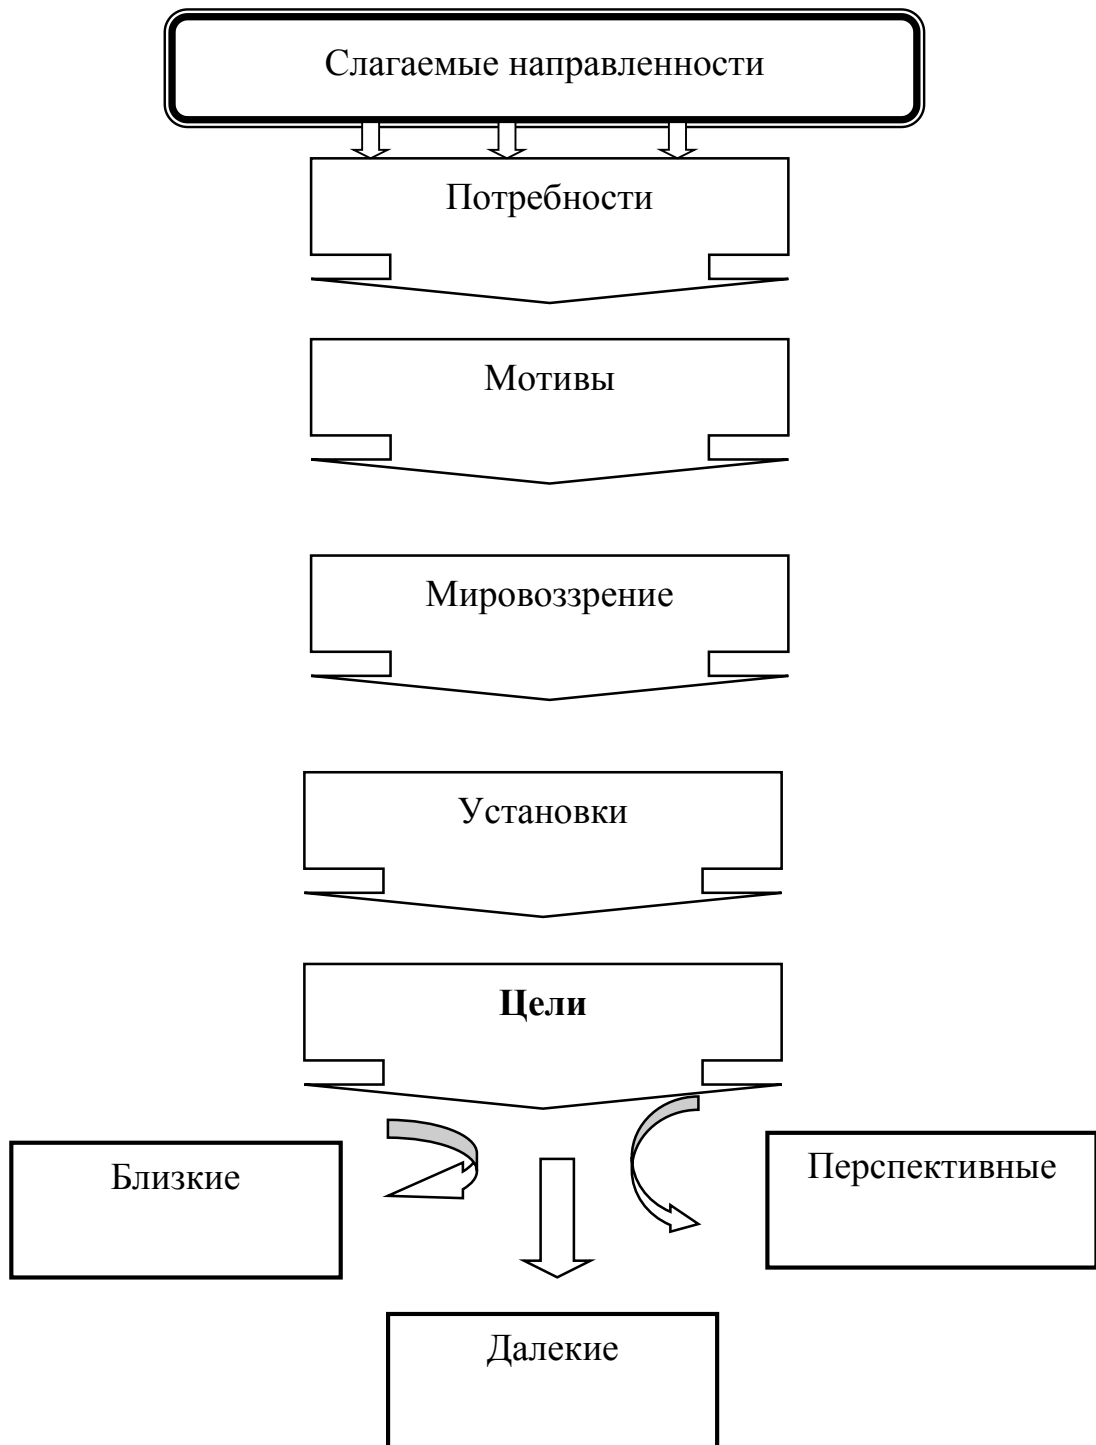 Слагаемые направленности
Потребности
Мотивы
Мировоззрение
Установки
Цели
Близкие
Перспективные
Далекие